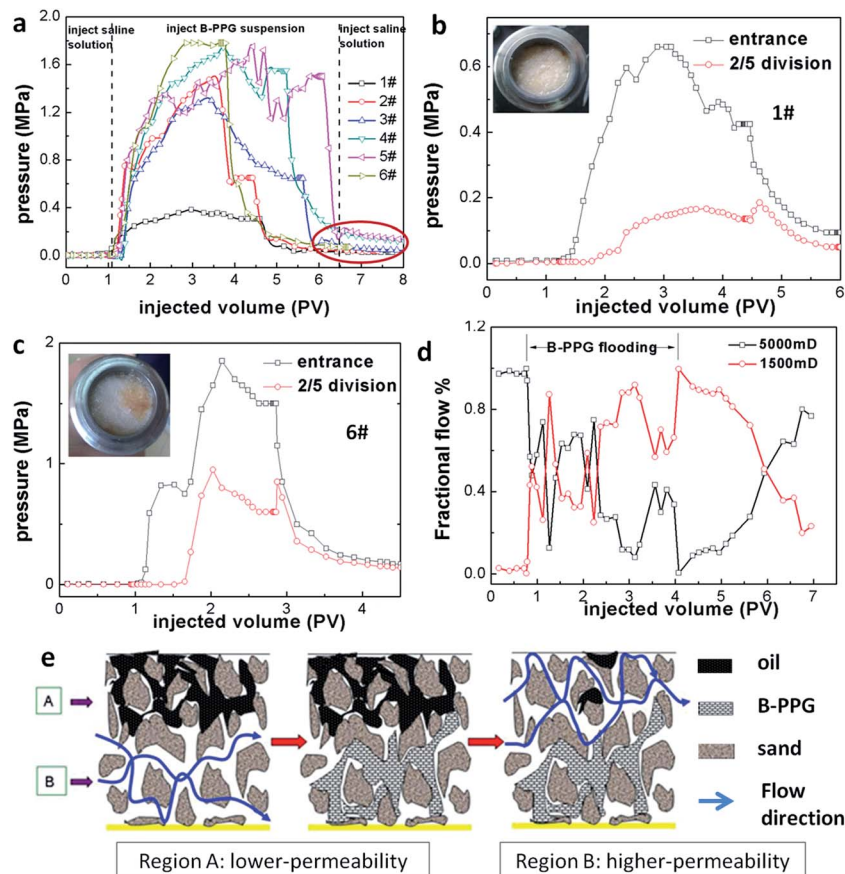 a
inject saline
solution
inject B-PPG suspension
inject saline
solution
1#
2#
3#
4#
5#
6#
pressure (MPa)
0.0
0.4
0.8
1.2
1.6
2.0
0 1 2 3 4 5 6 7 8
injected volume (PV)
b
entrance
2/5 division
1#
pressure (MPa)
0.0
0.2
0.4
0.6
0 1 2 3 4 5 6
injected volume (PV)
c
entrance
2/5 division
6#
pressure (MPa)
0
1
2
0 1 2 3 4
injected volume (PV)
d
B-PPG flooding
5000mD
1500mD
Fractional flow %
0.0
0.4
0.8
1.2
0 1 2 3 4 5 6 7
injected volume (PV)
e
A
B
oil
B-PPG
sand
Flow
direction
Region A: lower-permeability
Region B: higher-permeability